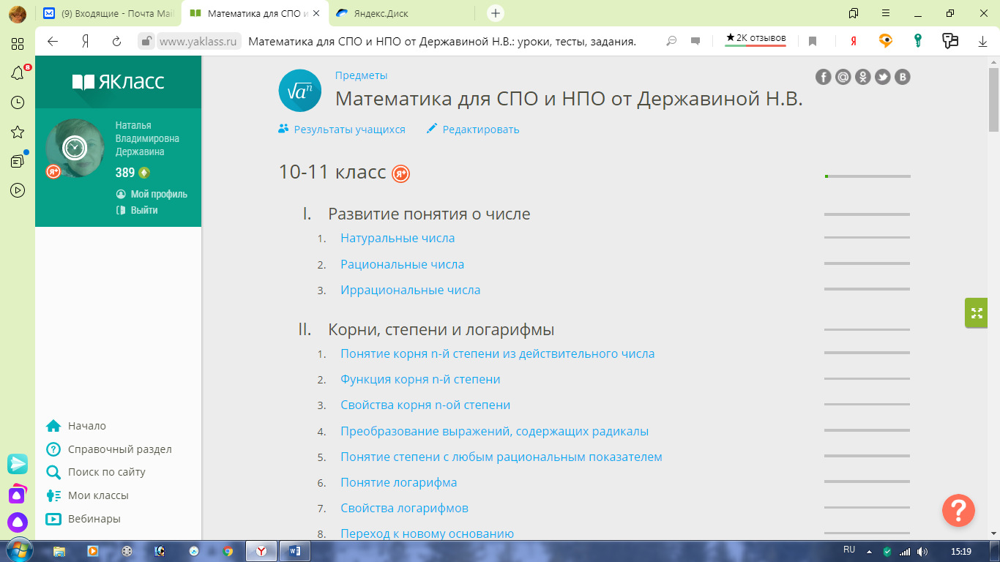 (9) Входящие - Почта Mail
Математика для СПО и
Яндекс.Диск
www.yaklass.ru
Математика для СПО и НПО от Державиной Н.В.: уроки, тесты, задания.
★2K отзывов
8
ЯКласс
Наталья
Владимировна
Державина
389
Я+
Мой профиль
Выйти
Предметы
√aⁿ
Математика для СПО и НПО от Державиной Н.В.
Результаты учащихся
Редактировать
10-11 класс Я+
I. Развитие понятия о числе
1. Натуральные числа
2. Рациональные числа
3. Иррациональные числа
II. Корни, степени и логарифмы
1. Понятие корня n-й степени из действительного числа
2. Функция корня n-й степени
3. Свойства корня n-ой степени
4. Преобразование выражений, содержащих радикалы
5. Понятие степени с любым рациональным показателем
6. Понятие логарифма
7. Свойства логарифмов
8. Переход к новому основанию
Начало
Справочный раздел
Поиск по сайту
Мои классы
Вебинары
RU
15:19